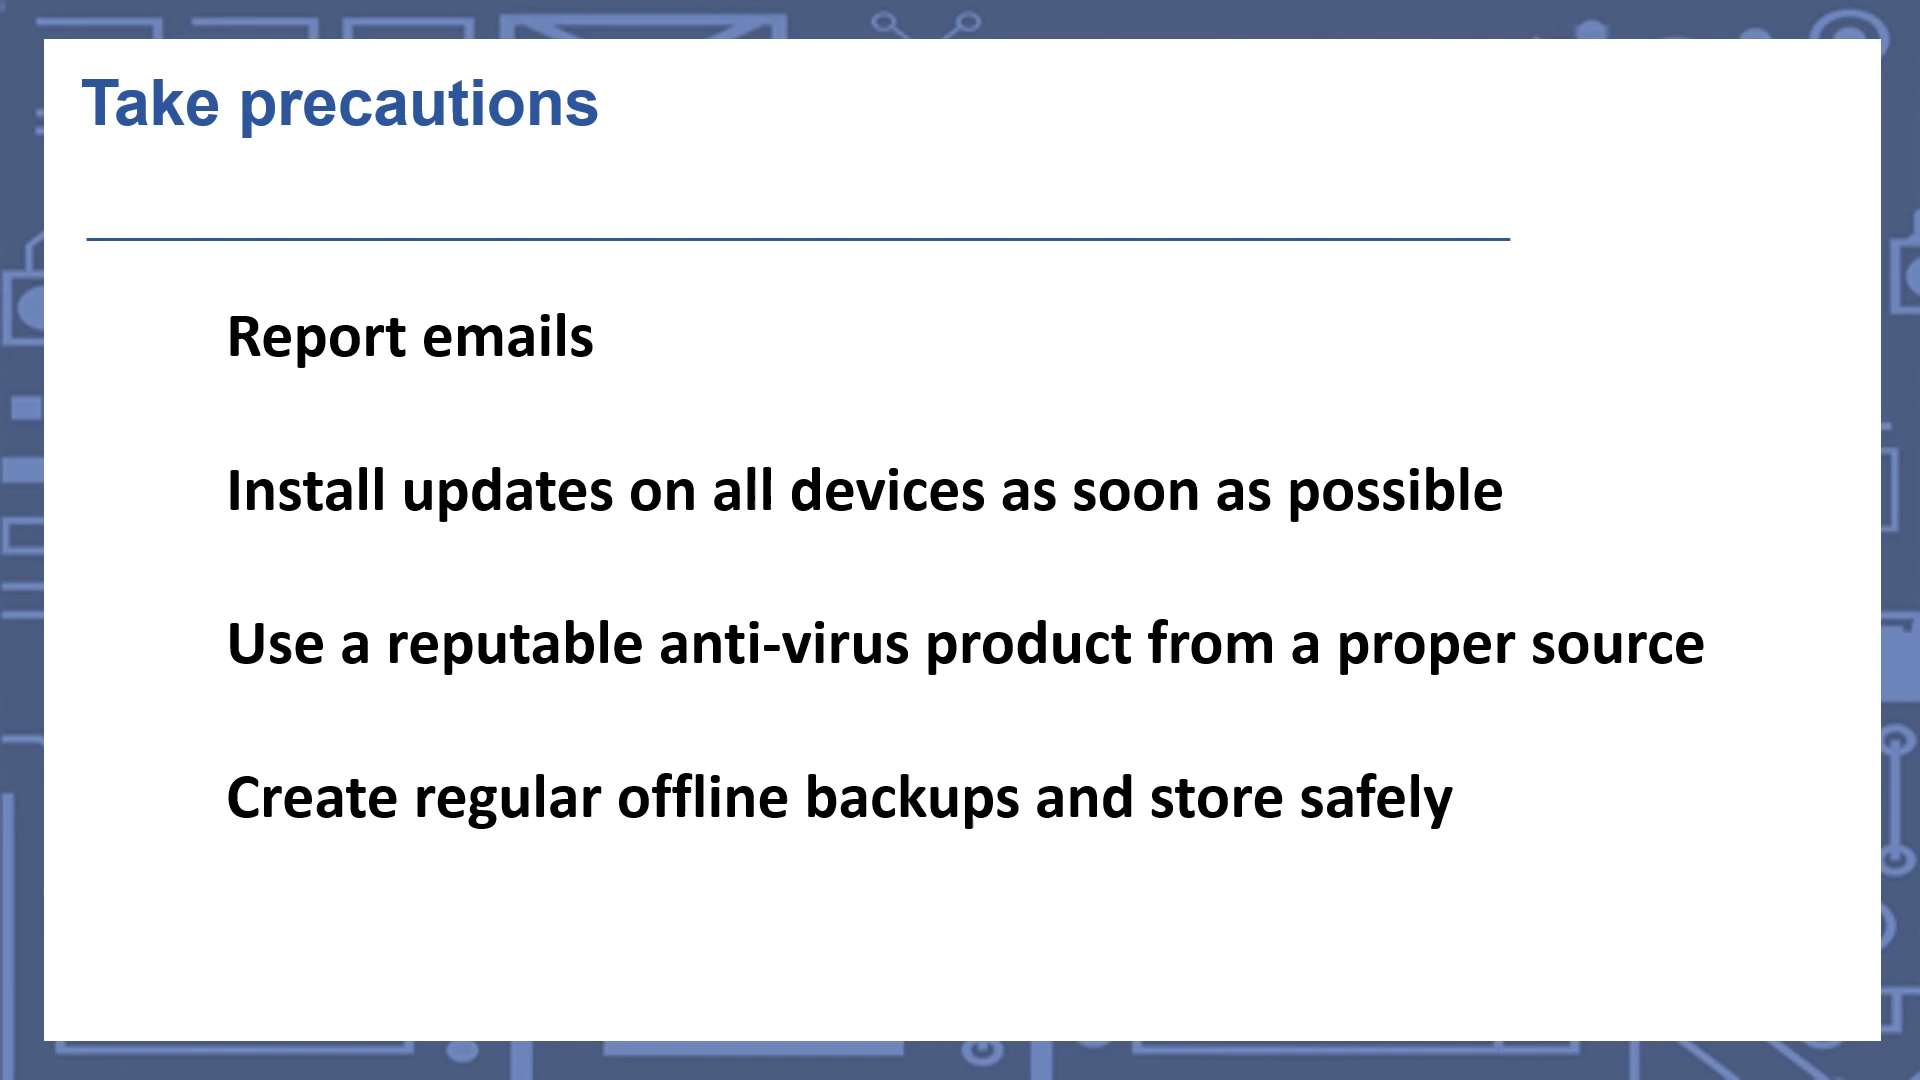 Take precautions
Report emails
Install updates on all devices as soon as possible
Use a reputable anti-virus product from a proper source
Create regular offline backups and store safely